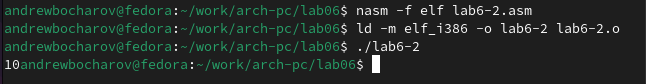 andrewbocharov@fedora:~/work/arch-pc/lab06$ nasm -f elf lab6-2.asm
andrewbocharov@fedora:~/work/arch-pc/lab06$ ld -m elf_i386 -o lab6-2 lab6-2.o
andrewbocharov@fedora:~/work/arch-pc/lab06$ ./lab6-2
10andrewbocharov@fedora:~/work/arch-pc/lab06$